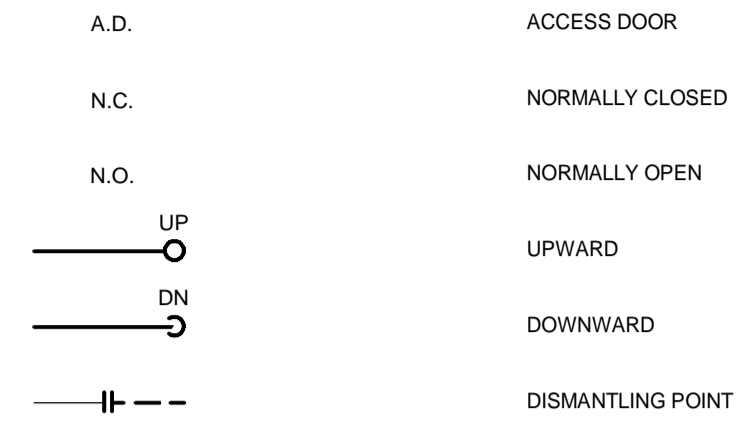 A.D. ACCESS DOOR
N.C. NORMALLY CLOSED
N.O. NORMALLY OPEN
UP UPWARD
DN DOWNWARD
DISMANTLING POINT